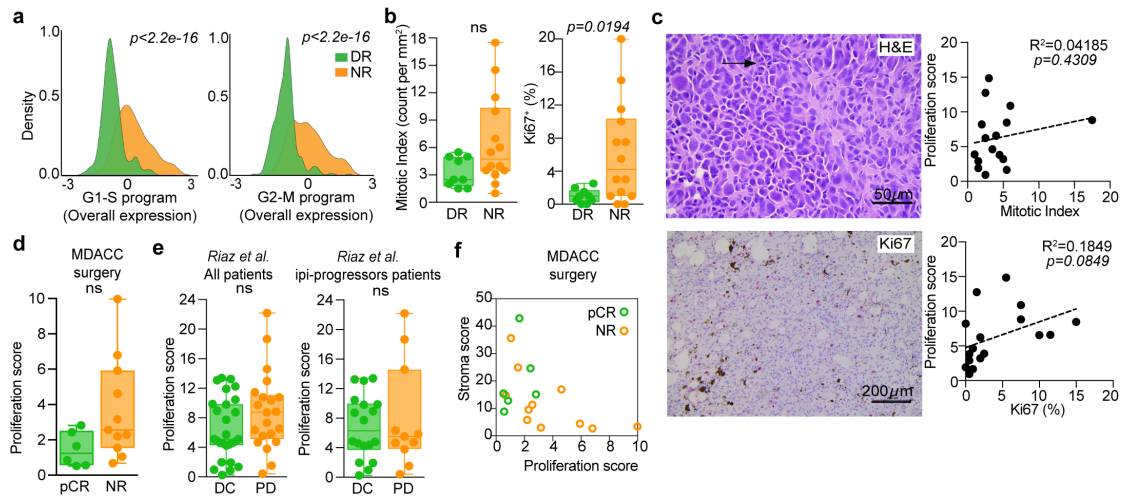 a
p<2.2e-16
p<2.2e-16
DR
NR
Density
1.0
0.5
0.0
-3
0
3
G1-S program
(Overall expression)
1.0
0.5
0.0
-3
0
3
G2-M program
(Overall expression)
b
ns
Mitotic Index (count per mm²)
18
15
12
9
6
3
0
DR
NR
p=0.0194
Ki67⁺ (%)
20
16
12
8
4
0
DR
NR
c
H&E
50µm
R²=0.04185
p=0.4309
Proliferation score
20
15
10
5
0
0
5
10
15
20
Mitotic Index
Ki67
200µm
R²=0.1849
p=0.0849
Proliferation score
20
15
10
5
0
0
5
10
15
20
Ki67 (%)
d
MDACC
surgery
ns
Proliferation score
10
8
6
4
2
0
pCR
NR
e
Riaz et al.
All patients
ns
Proliferation score
24
20
16
12
8
4
0
DC
PD
Riaz et al.
ipi-progressors patients
ns
Proliferation score
24
20
16
12
8
4
0
DC
PD
f
MDACC
surgery
pCR
NR
Stroma score
50
40
30
20
10
0
0
2
4
6
8
10
Proliferation score